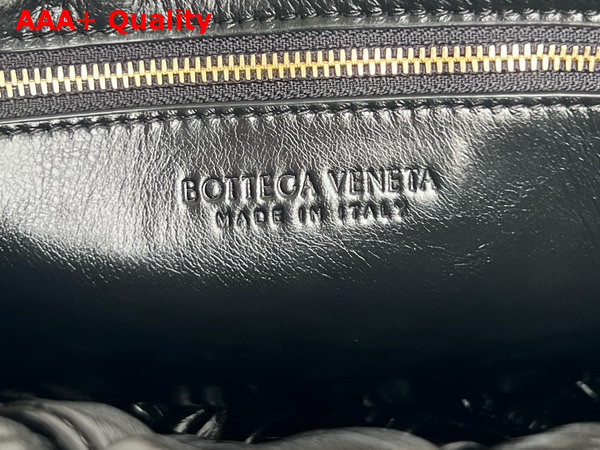 AAA+ Quality
BOTTEGA VENETA
MADE IN ITALY